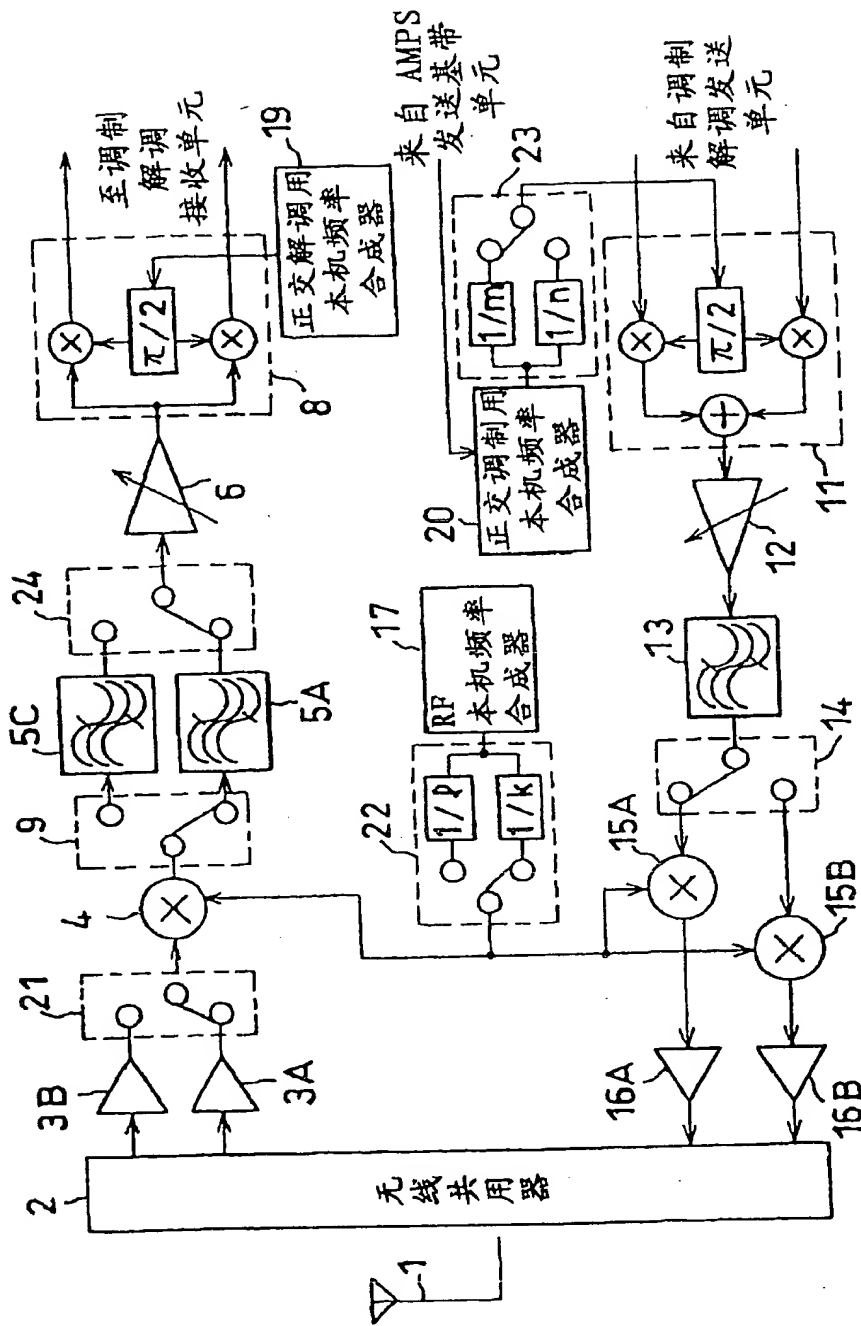 1
2
无线共用器
3B
3A
21
4
9
5C
5A
24
6
8
π/2
至调制
解调
接收单元
19
正交解调用
本机频率
合成器
22
1/ℓ
1/k
17
RF
本机频率
合成器
20
正交调制用
本机频率
合成器
1/m
1/n
23
来自 AMPS
发送基带
单元
16A
16B
15A
15B
14
13
12
11
π/2
来自调制
解调发送
单元